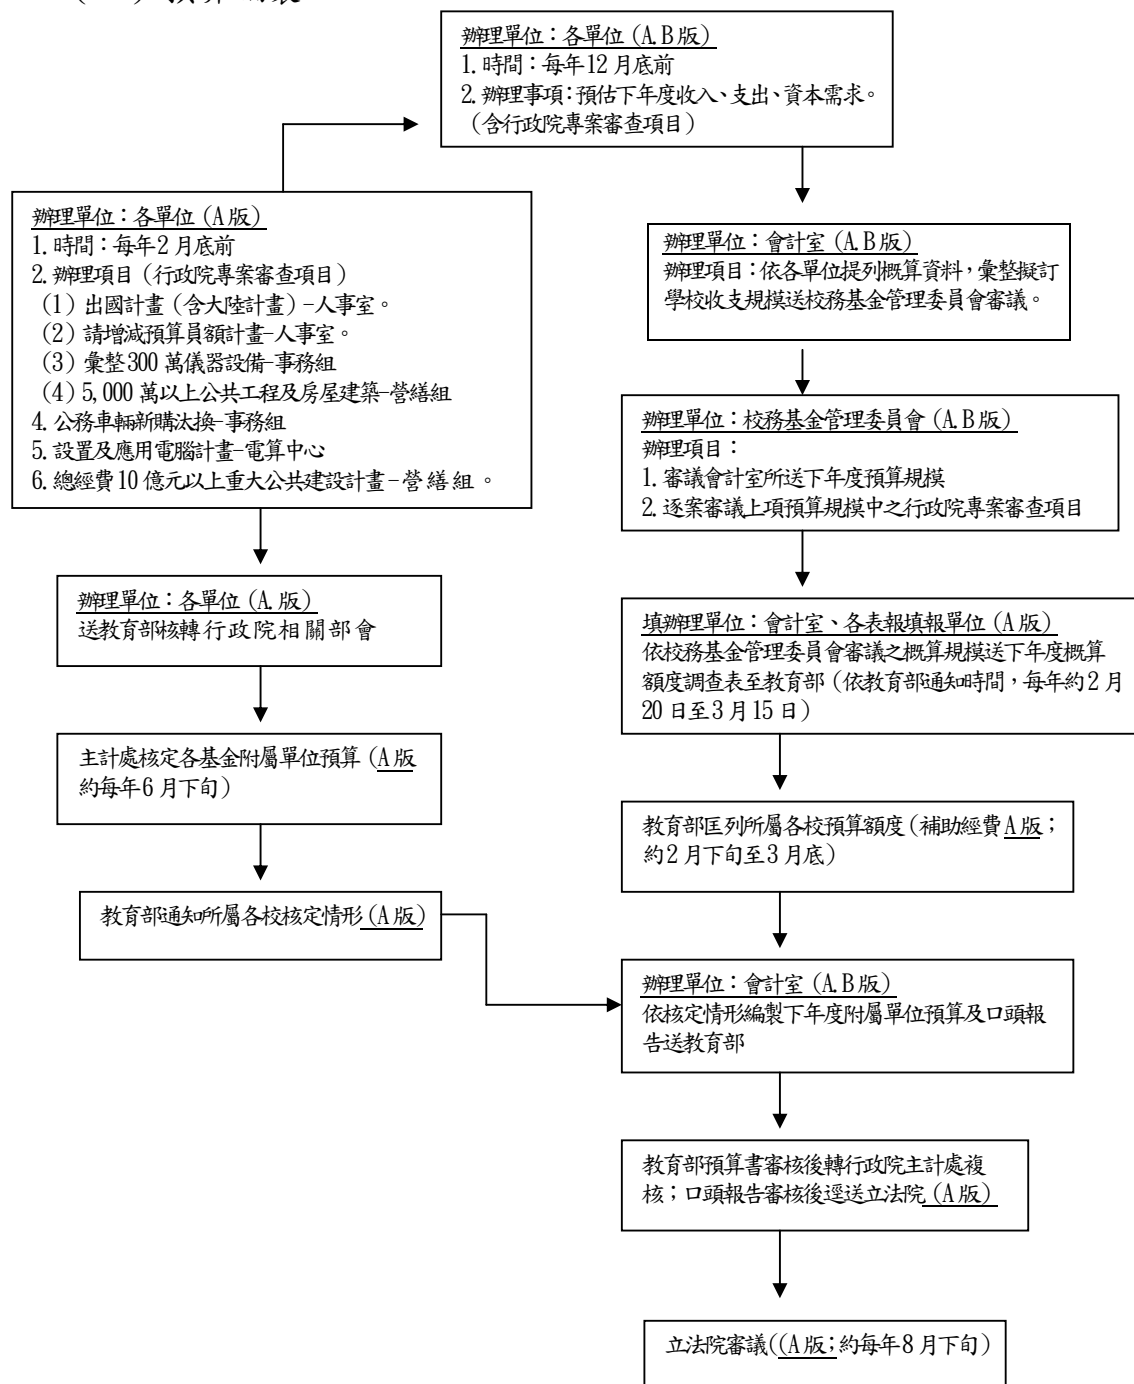 辦理單位：各單位（A.B版）
1.時間：每年12月底前
2.辦理事項：預估下年度收入、支出、資本需求。
（含行政院專案審查項目）
辦理單位：各單位（A版）
1.時間：每年2月底前
2.辦理項目（行政院專案審查項目）
（1）出國計畫（含大陸計畫）-人事室。
（2）請增減預算員額計畫-人事室。
（3）彙整300萬儀器設備-事務組
（4）5,000萬以上公共工程及房屋建築-營繕組
4.公務車輛新購汰換-事務組
5.設置及應用電腦計畫-電算中心
6.總經費10億元以上重大公共建設計畫-營繕組。
辦理單位：會計室（A.B版）
辦理項目：依各單位提列概算資料，彙整擬訂
學校收支規模送校務基金管理委員會審議。
辦理單位：校務基金管理委員會（A.B版）
辦理項目：
1.審議會計室所送下年度預算規模
2.逐案審議上項預算規模中之行政院專案審查項目
辦理單位：各單位（A.版）
送教育部核轉行政院相關部會
填辦理單位：會計室、各表報填報單位（A版）
依校務基金管理委員會審議之概算規模送下年度概算
額度調查表至教育部（依教育部通知時間，每年約2月
20日至3月15日）
主計處核定各基金附屬單位預算（A版
約每年6月下旬）
教育部匡列所屬各校預算額度（補助經費A版；
約2月下旬至3月底）
教育部通知所屬各校核定情形（A版）
辦理單位：會計室（A.B版）
依核定情形編製下年度附屬單位預算及口頭報
告送教育部
教育部預算書審核後轉行政院主計處複
核；口頭報告審核後逕送立法院（A版）
立法院審議((A版；約每年8月下旬）